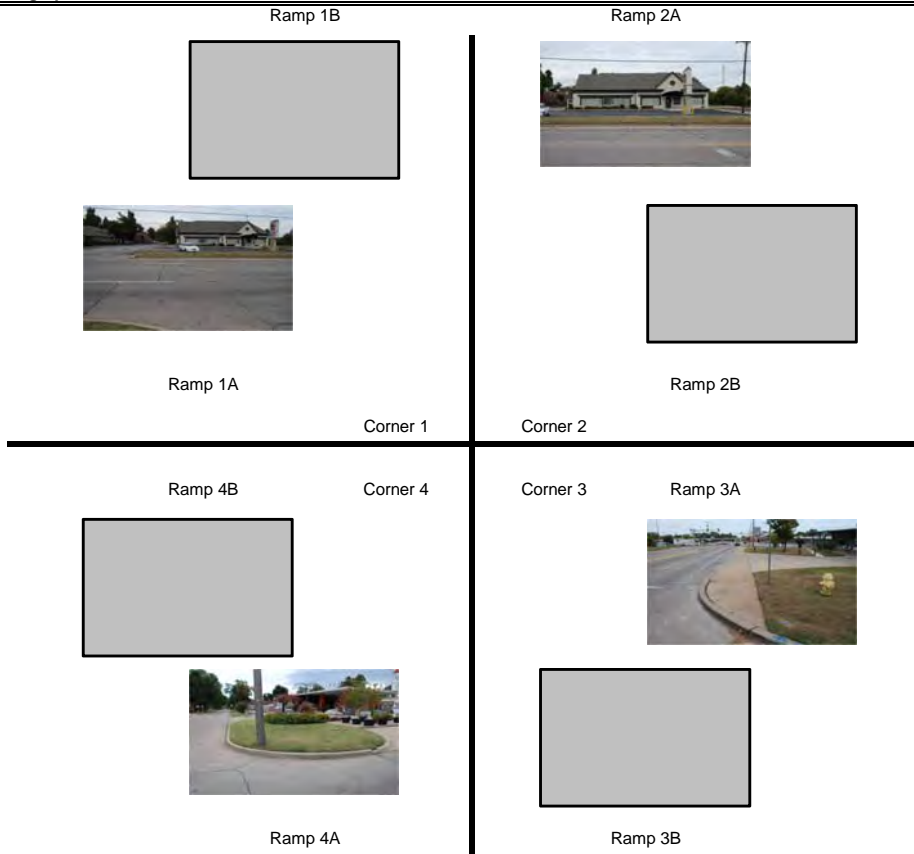 Ramp 1B
Ramp 2A
Ramp 1A
Ramp 2B
Corner 1
Corner 2
Ramp 4B
Corner 4
Corner 3
Ramp 3A
Ramp 4A
Ramp 3B